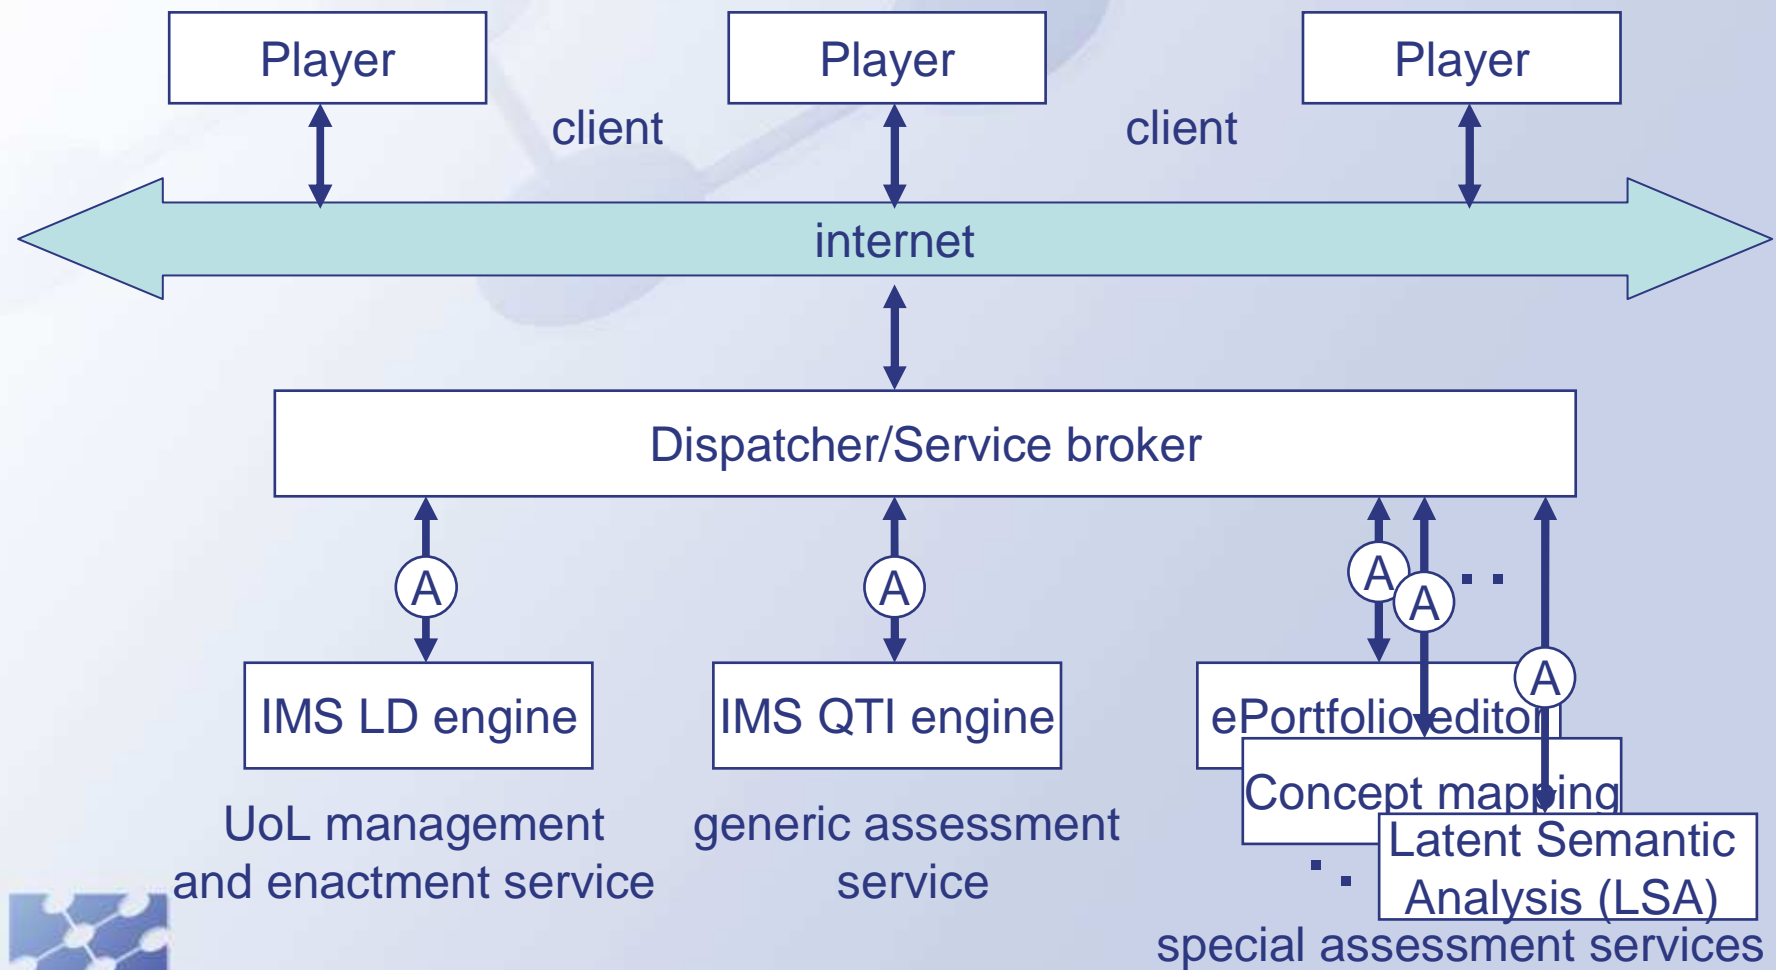 Player
Player
Player
client
client
internet
Dispatcher/Service broker
A
A
A
A
A
IMS LD engine
IMS QTI engine
ePortfolio editor
Concept mapping
Latent Semantic
Analysis (LSA)
UoL management
and enactment service
generic assessment
service
special assessment services